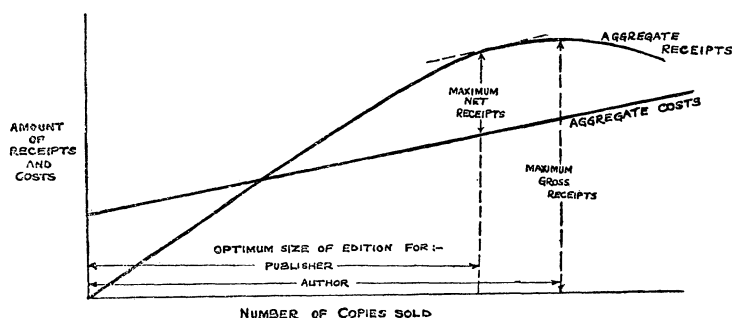 AGGREGATE
RECEIPTS
MAXIMUM
NET
RECEIPTS
AMOUNT
OF
RECEIPTS
AND
COSTS
AGGREGATE COSTS
MAXIMUM
GROSS
RECEIPTS
OPTIMUM SIZE OF EDITION FOR:-
PUBLISHER
AUTHOR
NUMBER OF COPIES SOLD